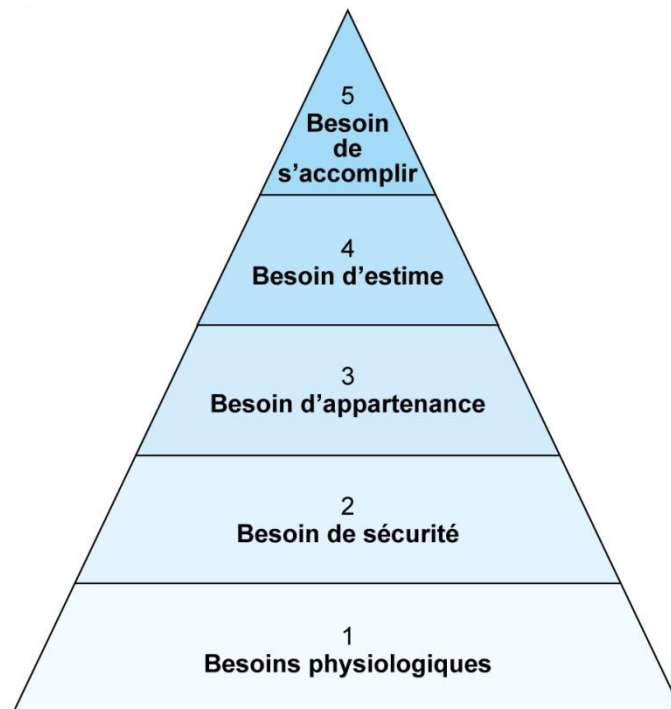 5
Besoin
de
s’accomplir
4
Besoin d’estime
3
Besoin d’appartenance
2
Besoin de sécurité
1
Besoins physiologiques